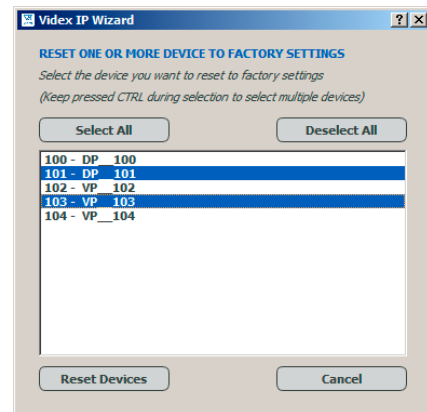 Videx IP Wizard
RESET ONE OR MORE DEVICE TO FACTORY SETTINGS
Select the device you want to reset to factory settings
(Keep pressed CTRL during selection to select multiple devices)
Select All Deselect All
100 - DP__100
101 - DP__101
102 - VP__102
103 - VP__103
104 - VP__104
Reset Devices Cancel